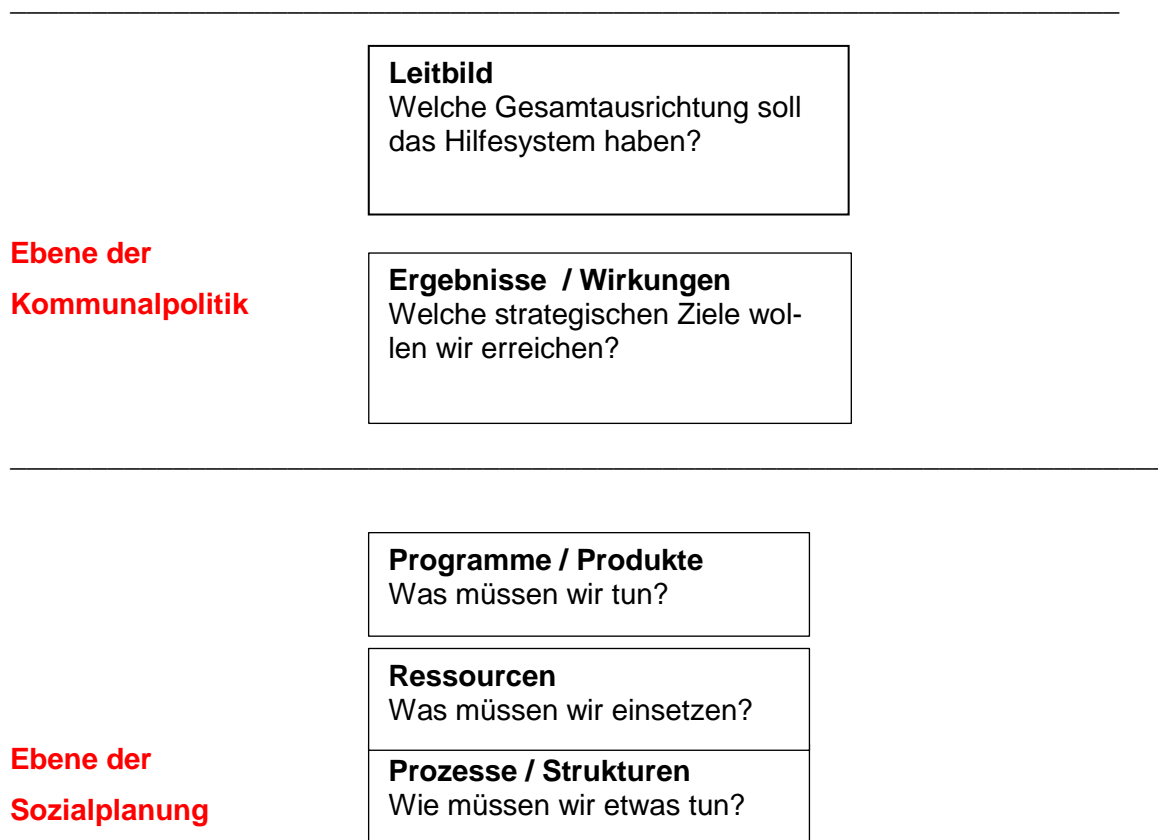 Leitbild
Welche Gesamtausrichtung soll
das Hilfesystem haben?
Ebene der
Kommunalpolitik
Ergebnisse / Wirkungen
Welche strategischen Ziele wol-
len wir erreichen?
Programme / Produkte
Was müssen wir tun?
Ressourcen
Was müssen wir einsetzen?
Ebene der
Sozialplanung
Prozesse / Strukturen
Wie müssen wir etwas tun?